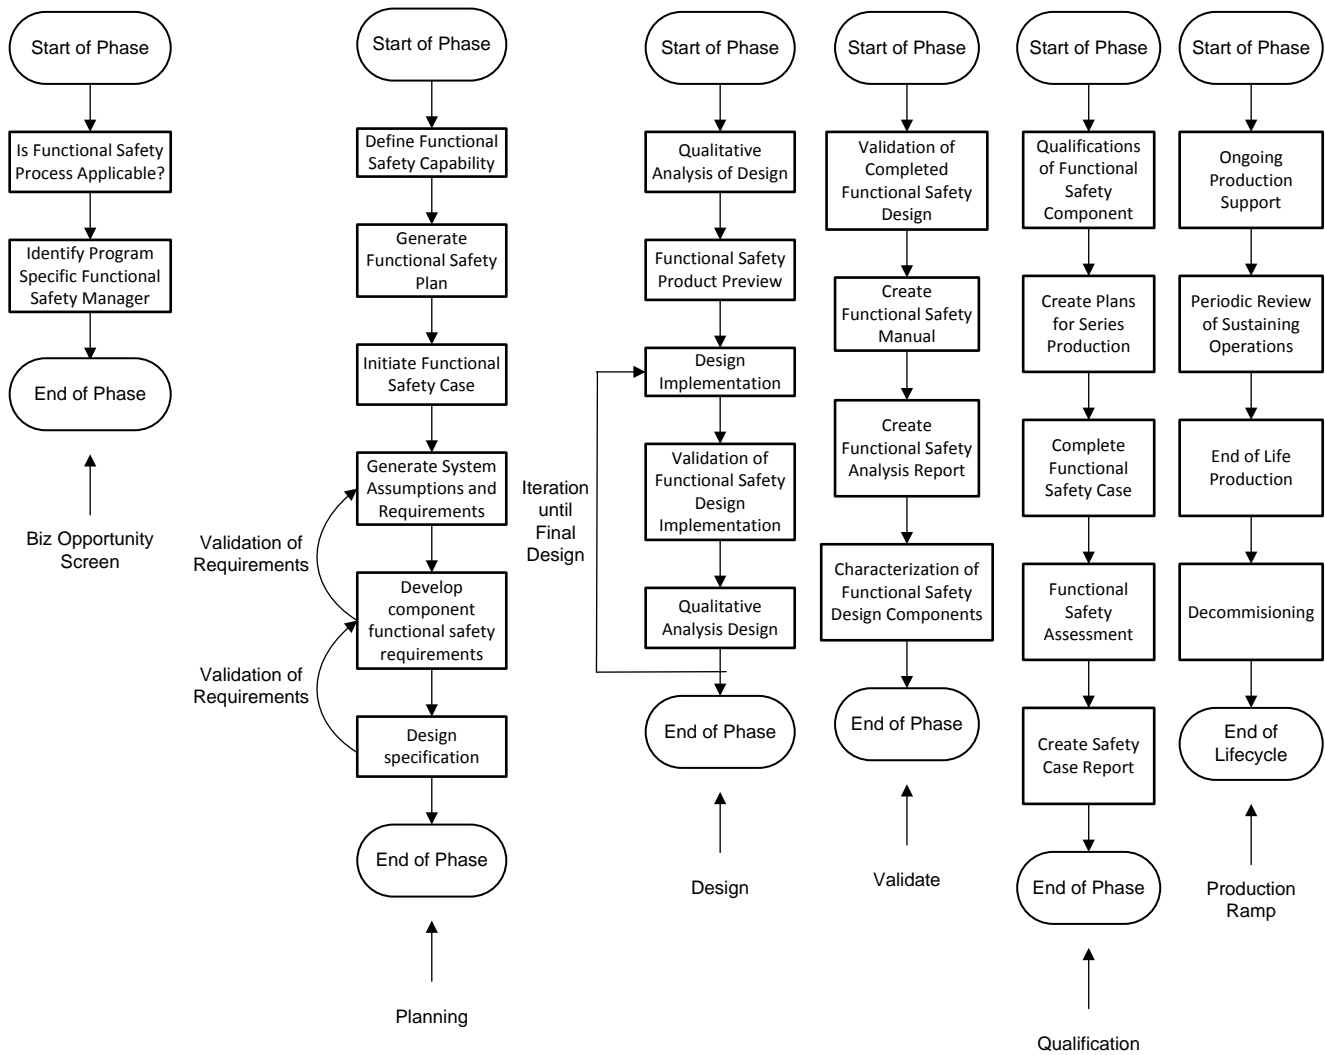 Start of Phase
Is Functional Safety
Process Applicable?
Identify Program
Specific Functional
Safety Manager
End of Phase
Biz Opportunity
Screen
Start of Phase
Define Functional
Safety Capability
Generate
Functional Safety
Plan
Initiate Functional
Safety Case
Generate System
Assumptions and
Requirements
Validation of
Requirements
Develop
component
functional safety
requirements
Validation of
Requirements
Design
specification
End of Phase
Planning
Start of Phase
Qualitative
Analysis of Design
Functional Safety
Product Preview
Design
Implementation
Iteration
until
Final
Design
Validation of
Functional Safety
Design
Implementation
Qualitative
Analysis Design
End of Phase
Design
Start of Phase
Validation of
Completed
Functional Safety
Design
Create
Functional Safety
Manual
Create
Functional Safety
Analysis Report
Characterization of
Functional Safety
Design Components
End of Phase
Validate
Start of Phase
Qualifications
of Functional
Safety
Component
Create Plans
for Series
Production
Complete
Functional
Safety Case
Functional
Safety
Assessment
Create Safety
Case Report
End of Phase
Qualification
Start of Phase
Ongoing
Production
Support
Periodic Review
of Sustaining
Operations
End of Life
Production
Decommisioning
End of
Lifecycle
Production
Ramp